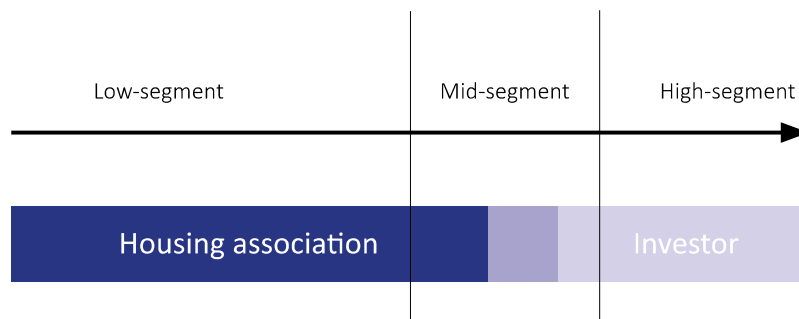 Low-segment
Mid-segment
High-segment
Housing association
Investor